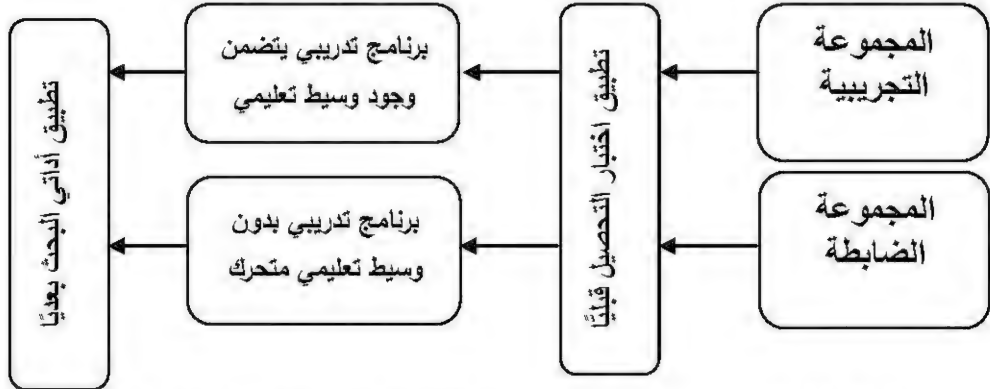 المجموعة
التجريبية
المجموعة
الضابطة
تطبيق اختبار التحصيل قبليًا
برنامج تدريبي يتضمن
وجود وسيط تعليمي
برنامج تدريبي بدون
وسيط تعليمي متحرك
تطبيق أداتي البحث بعديًا